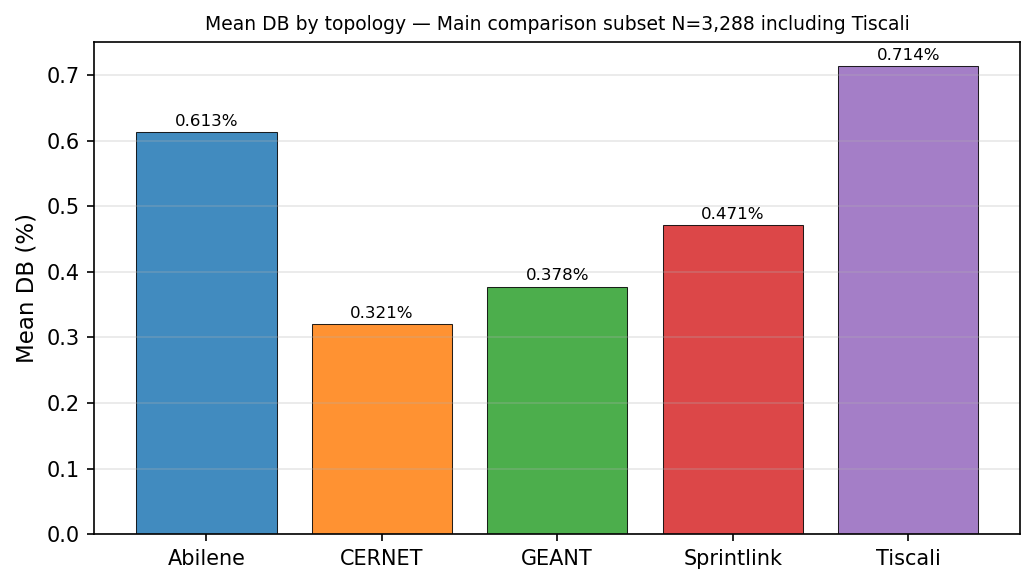 Mean DB by topology — Main comparison subset N=3,288 including Tiscali
Mean DB (%)
0.7
0.6
0.5
0.4
0.3
0.2
0.1
0.0
0.613%
0.321%
0.378%
0.471%
0.714%
Abilene
CERNET
GEANT
Sprintlink
Tiscali